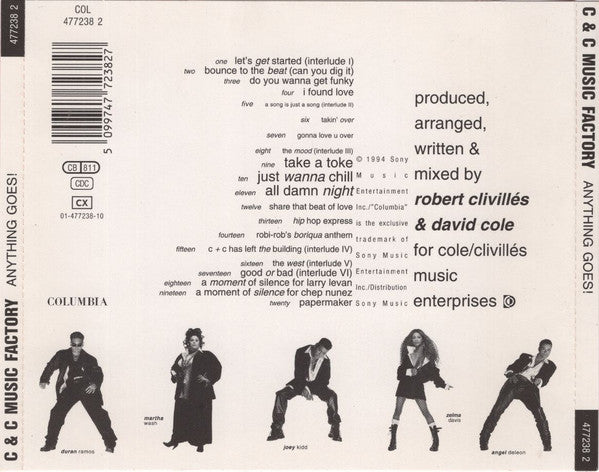 477238 2
C & C MUSIC FACTORY ANYTHING GOES!
COL
477238 2
5 099747 723827
CB 811
CDC
CX
01-477238-10
COLUMBIA
one let's get started (interlude I)
two bounce to the beat (can you dig it)
three do you wanna get funky
four i found love
five a song is just a song (interlude II)
six takin' over
seven gonna love u over
eight the mood (interlude III)
nine take a toke
ten just wanna chill
eleven all damn night
twelve share that beat of love
thirteen hip hop express
fourteen robi-rob's boriqua anthem
fifteen c + c has left the building (interlude IV)
sixteen the west (interlude V)
seventeen good or bad (interlude VI)
eighteen a moment of silence for larry levan
nineteen a moment of silence for chep nunez
twenty papermaker
© 1994 Sony
Music
Entertainment
Inc./"Columbia"
is the exclusive
trademark of
Sony Music
Entertainment
Inc./Distribution
Sony Music
produced,
arranged,
written &
mixed by
robert clivillés
& david cole
for cole/clivillés
music
enterprises
duran ramos
martha
wash
joey kidd
zelma
davis
angel deleon
C & C MUSIC FACTORY ANYTHING GOES!
477238 2